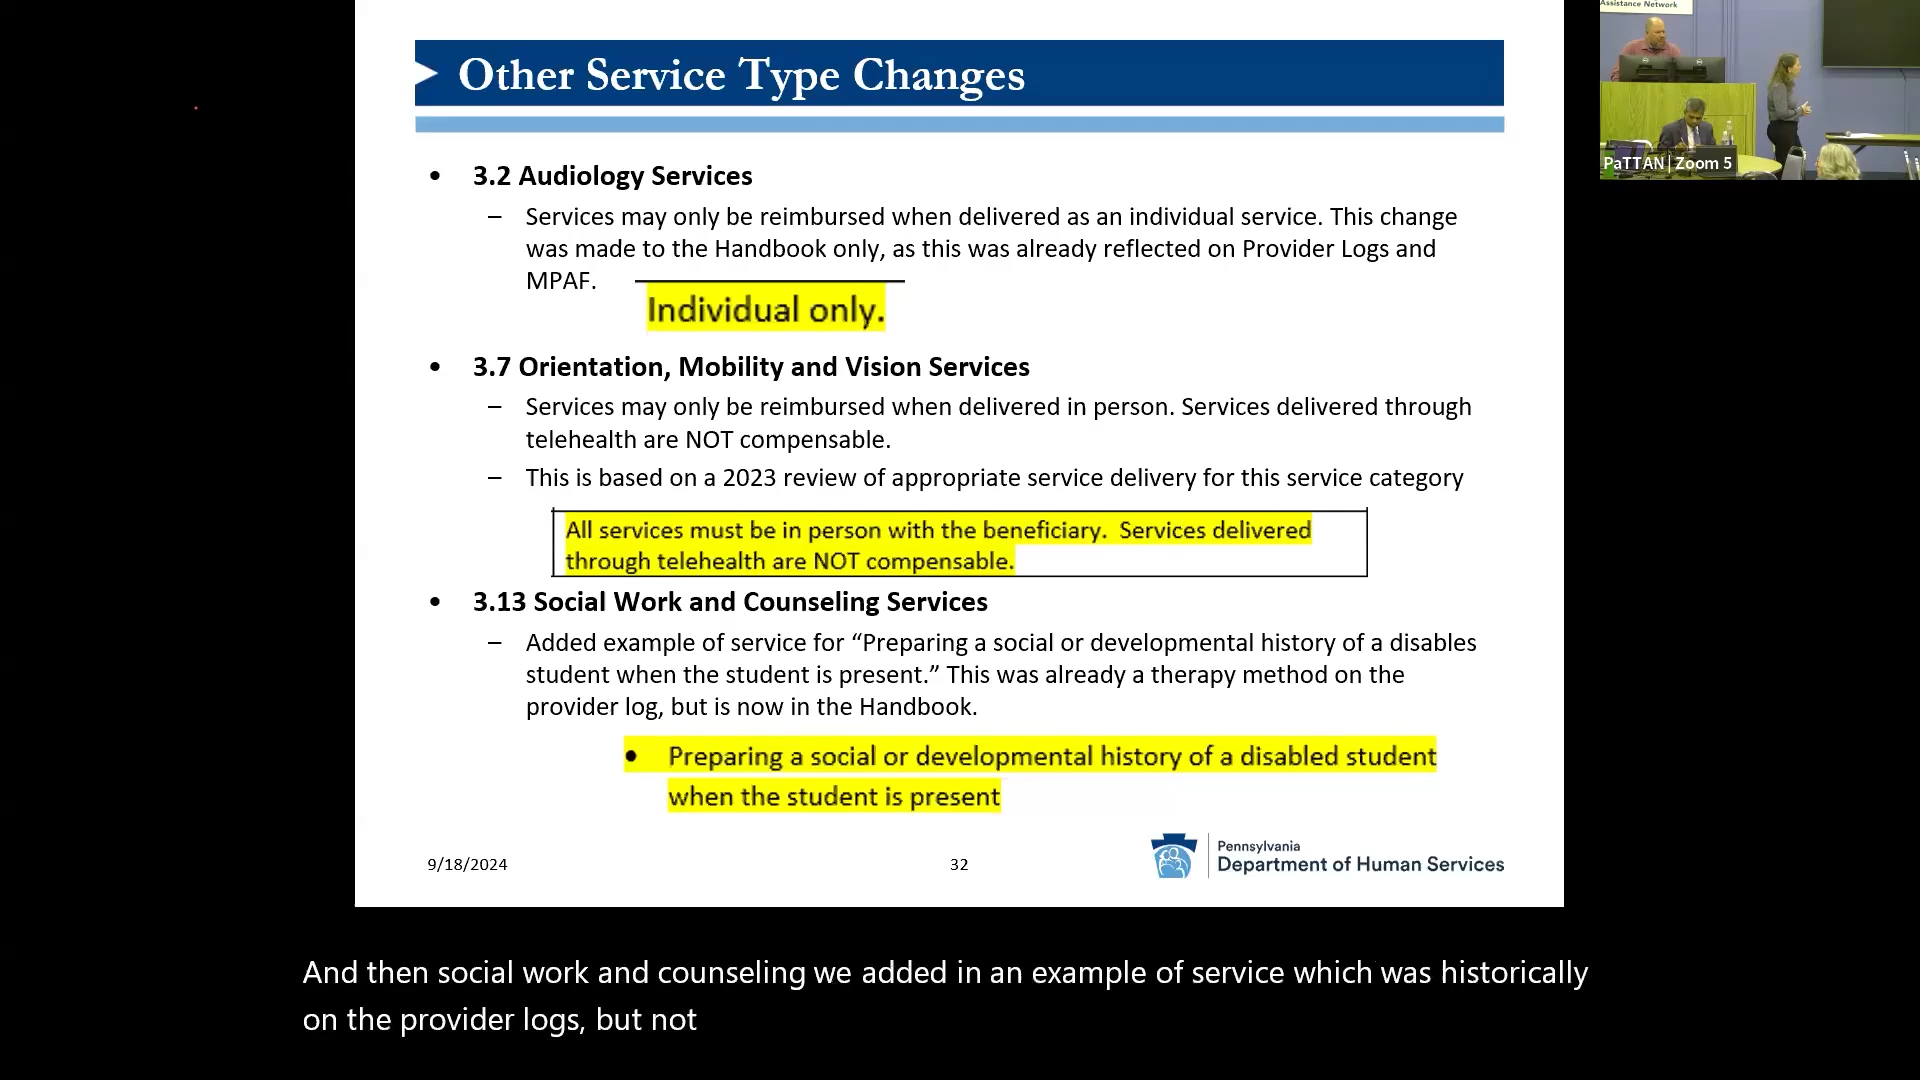 Assistance Network
PaTTAN | Zoom 5
Other Service Type Changes
• 3.2 Audiology Services
– Services may only be reimbursed when delivered as an individual service. This change
was made to the Handbook only, as this was already reflected on Provider Logs and
MPAF.
Individual only.
• 3.7 Orientation, Mobility and Vision Services
– Services may only be reimbursed when delivered in person. Services delivered through
telehealth are NOT compensable.
– This is based on a 2023 review of appropriate service delivery for this service category
All services must be in person with the beneficiary. Services delivered
through telehealth are NOT compensable.
• 3.13 Social Work and Counseling Services
– Added example of service for “Preparing a social or developmental history of a disables
student when the student is present.” This was already a therapy method on the
provider log, but is now in the Handbook.
• Preparing a social or developmental history of a disabled student
when the student is present
9/18/2024
32
Pennsylvania
Department of Human Services
And then social work and counseling we added in an example of service which was historically
on the provider logs, but not